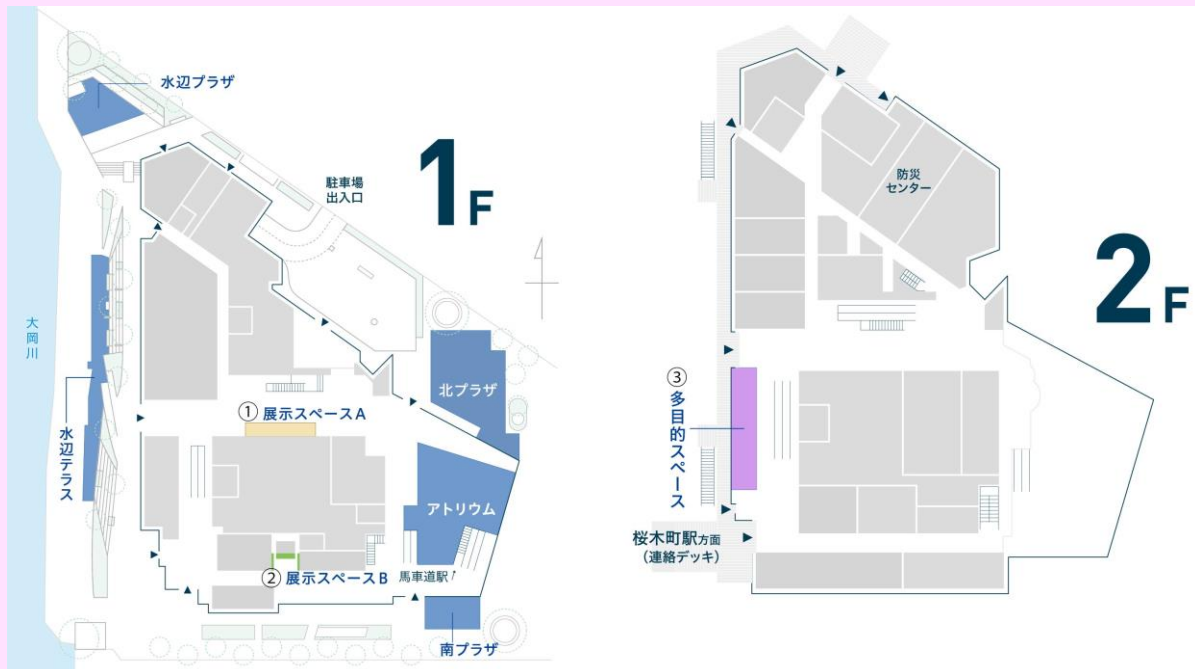 水辺プラザ
1F
駐車場
出入口
大岡川
北プラザ
① 展示スペースA
水辺テラス
アトリウム
② 展示スペースB
馬車道駅
南プラザ
2F
防災
センター
③多目的スペース
桜木町駅方面
（連絡デッキ）